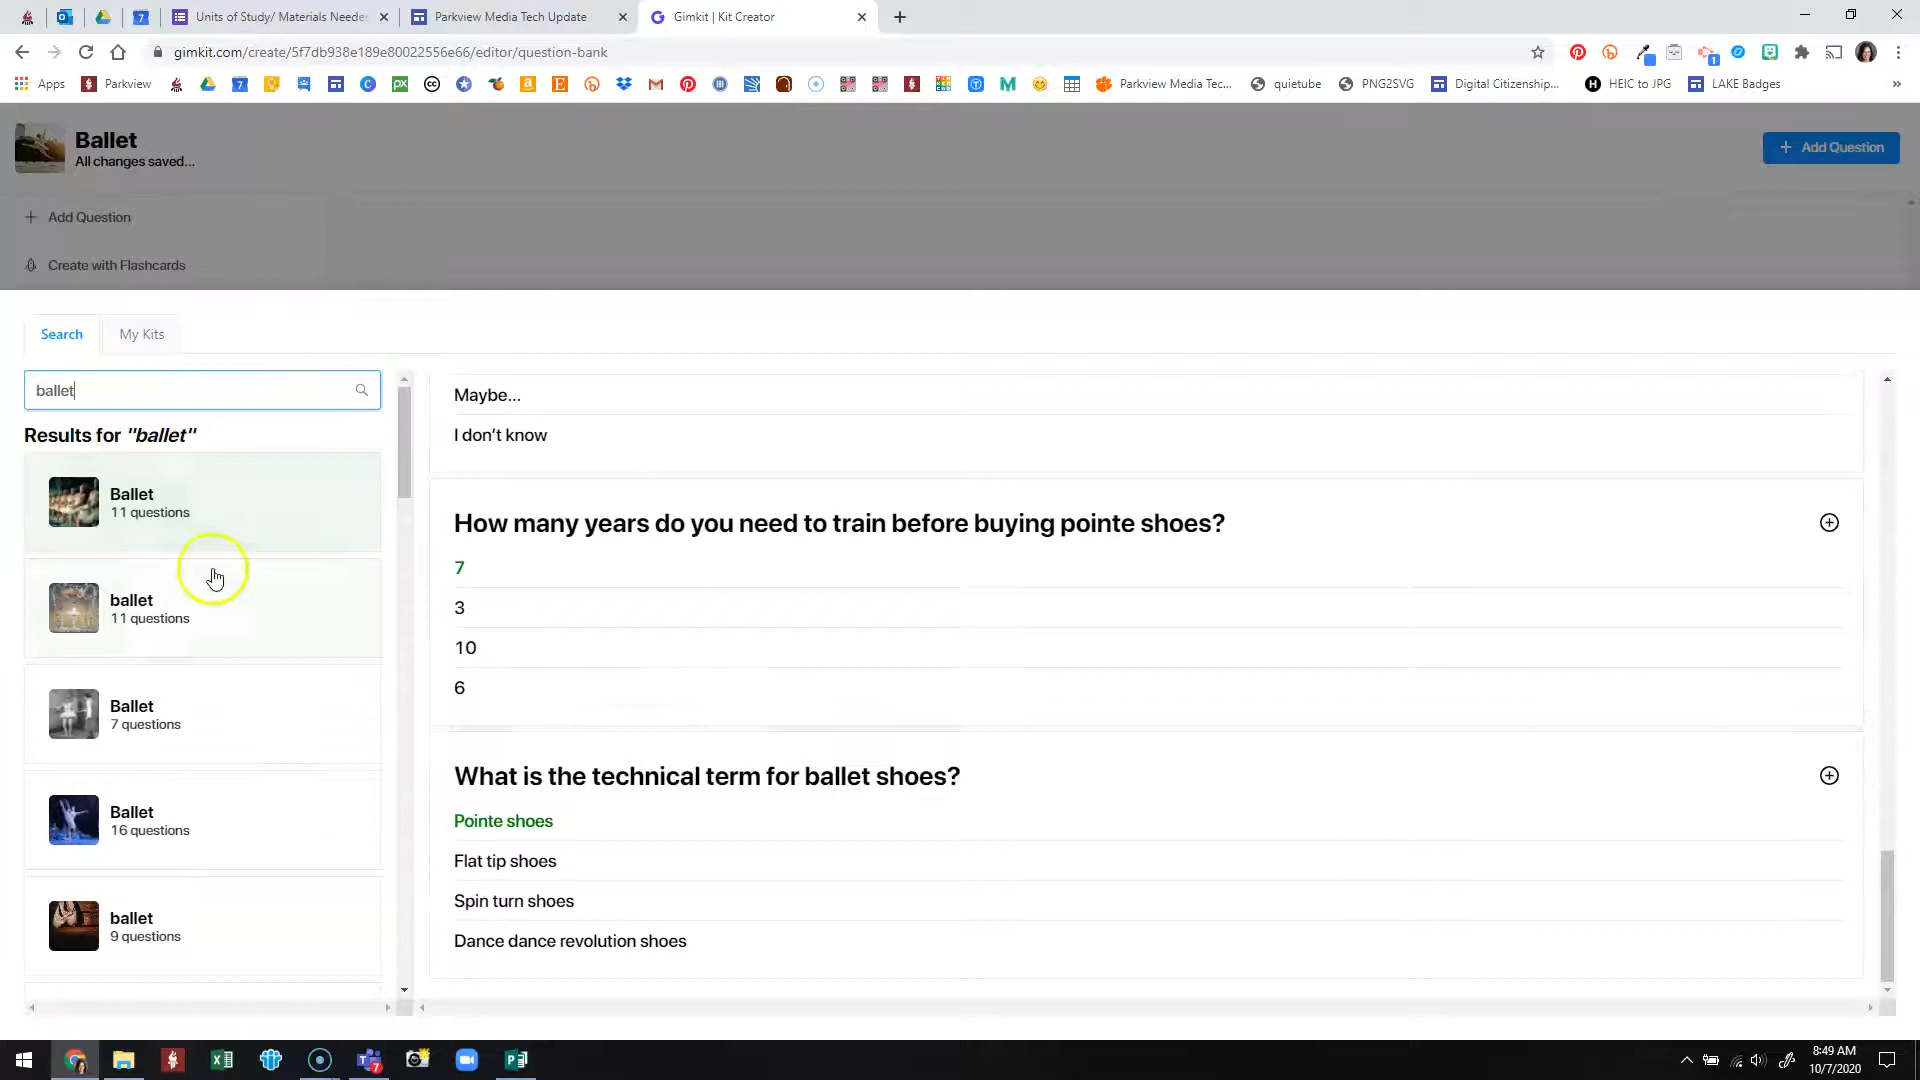 Units of Study/ Materials Neede
Parkview Media Tech Update
Gimkit | Kit Creator
gimkit.com/create/5f7db938e189e80022556e66/editor/question-bank
Apps
Parkview
Parkview Media Tec...
quietube
PNG2SVG
Digital Citizenship...
HEIC to JPG
LAKE Badges
Ballet
All changes saved...
+ Add Question
+ Add Question
Create with Flashcards
Search
My Kits
ballet
Results for "ballet"
Ballet
11 questions
ballet
11 questions
Ballet
7 questions
Ballet
16 questions
ballet
9 questions
Maybe...
I don't know
How many years do you need to train before buying pointe shoes?
7
3
10
6
What is the technical term for ballet shoes?
Pointe shoes
Flat tip shoes
Spin turn shoes
Dance dance revolution shoes
8:49 AM
10/7/2020